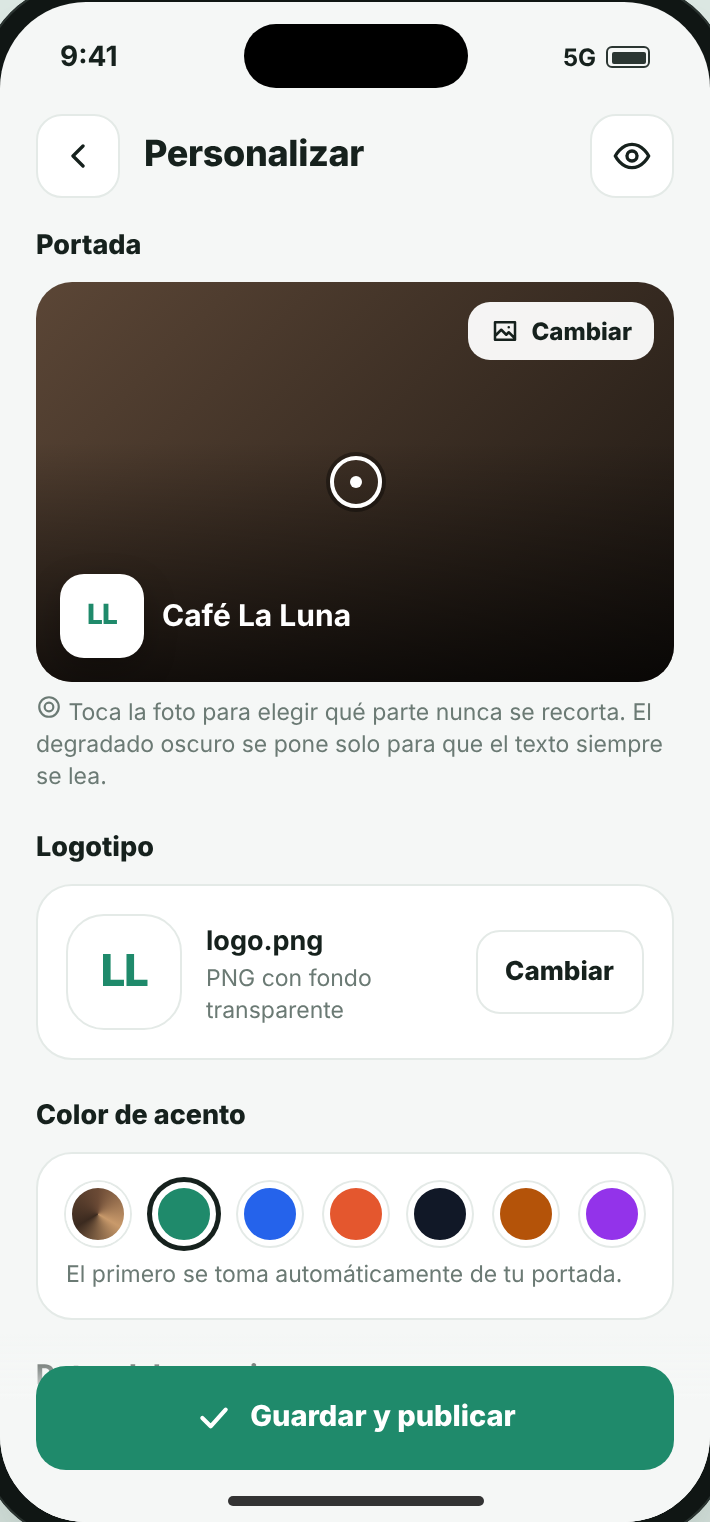 9:41
5G
Personalizar
Portada
Cambiar
LL
Café La Luna
Toca la foto para elegir qué parte nunca se recorta. El
degradado oscuro se pone solo para que el texto siempre
se lea.
Logotipo
LL
logo.png
PNG con fondo
transparente
Cambiar
Color de acento
El primero se toma automáticamente de tu portada.
Guardar y publicar